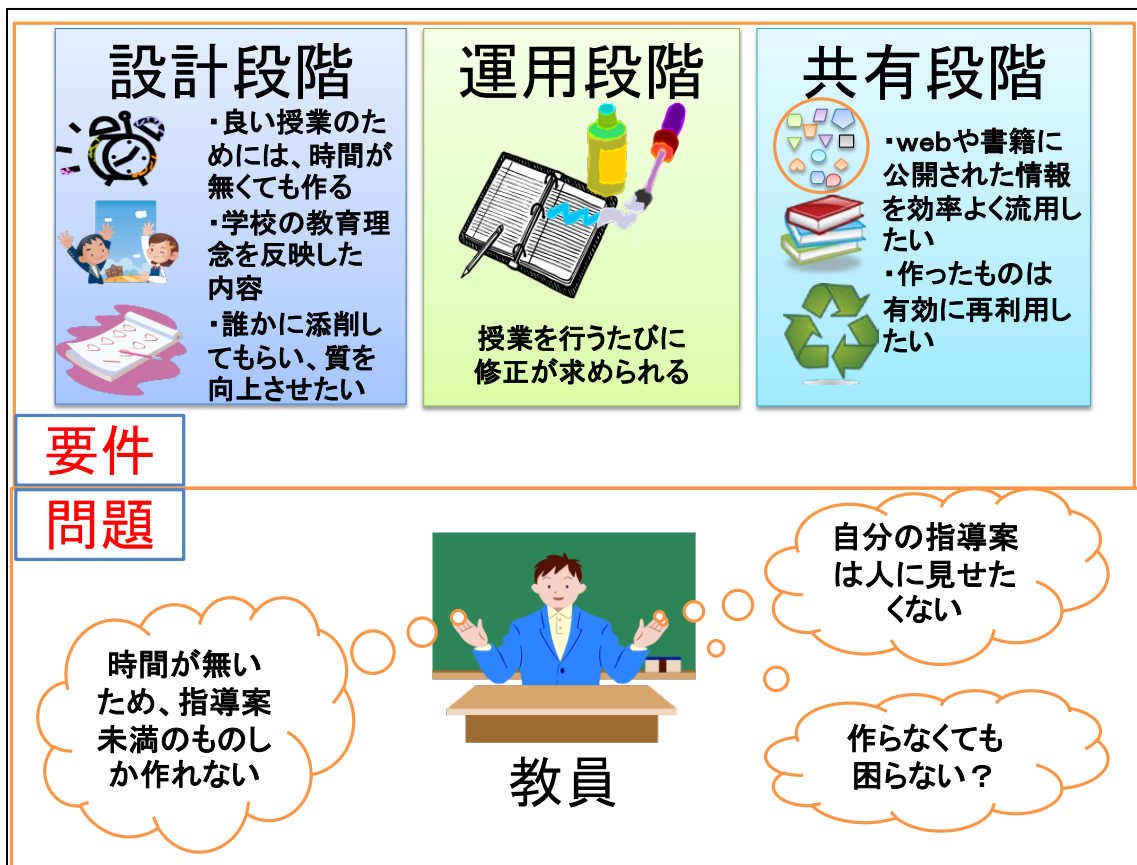 設計段階
・良い授業のた
めには、時間が
無くても作る
・学校の教育理
念を反映した
内容
・誰かに添削し
てもらい、質を
向上させたい
運用段階
授業を行うたびに
修正が求められる
共有段階
・webや書籍に
公開された情報
を効率よく流用し
たい
・作ったものは
有効に再利用し
たい
要件
問題
時間が無い
ため、指導案
未満のものし
か作れない
教員
自分の指導案
は人に見せた
くない
作らなくても
困らない？